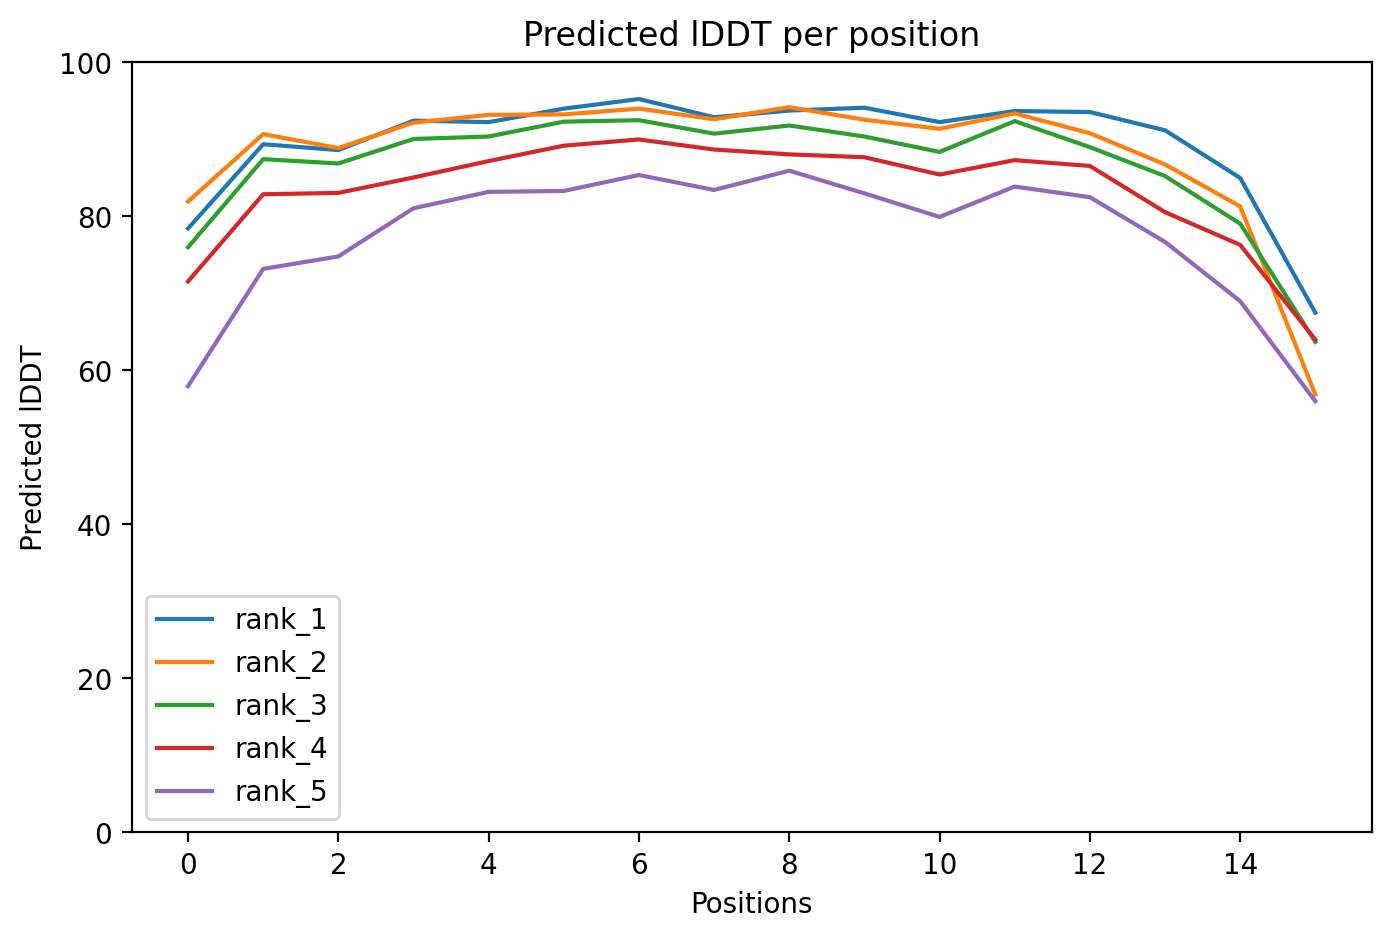 Predicted lDDT per position
100
80
60
40
20
0
Predicted lDDT
rank_1
rank_2
rank_3
rank_4
rank_5
0 2 4 6 8 10 12 14
Positions